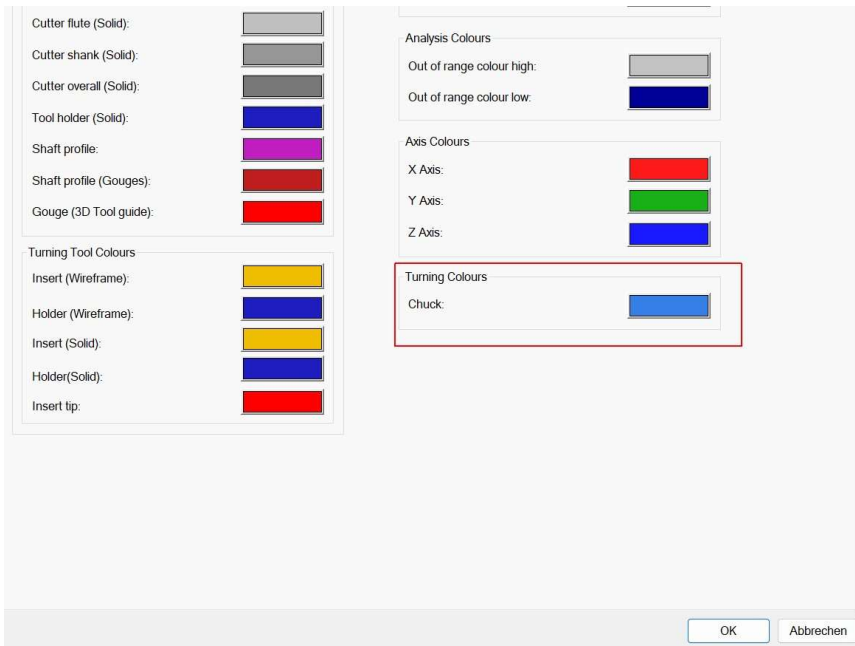 Cutter flute (Solid):
Cutter shank (Solid):
Cutter overall (Solid):
Tool holder (Solid):
Shaft profile:
Shaft profile (Gouges):
Gouge (3D Tool guide):
Turning Tool Colours
Insert (Wireframe):
Holder (Wireframe):
Insert (Solid):
Holder(Solid):
Insert tip:
Analysis Colours
Out of range colour high:
Out of range colour low:
Axis Colours
X Axis:
Y Axis:
Z Axis:
Turning Colours
Chuck:
OK
Abbrechen